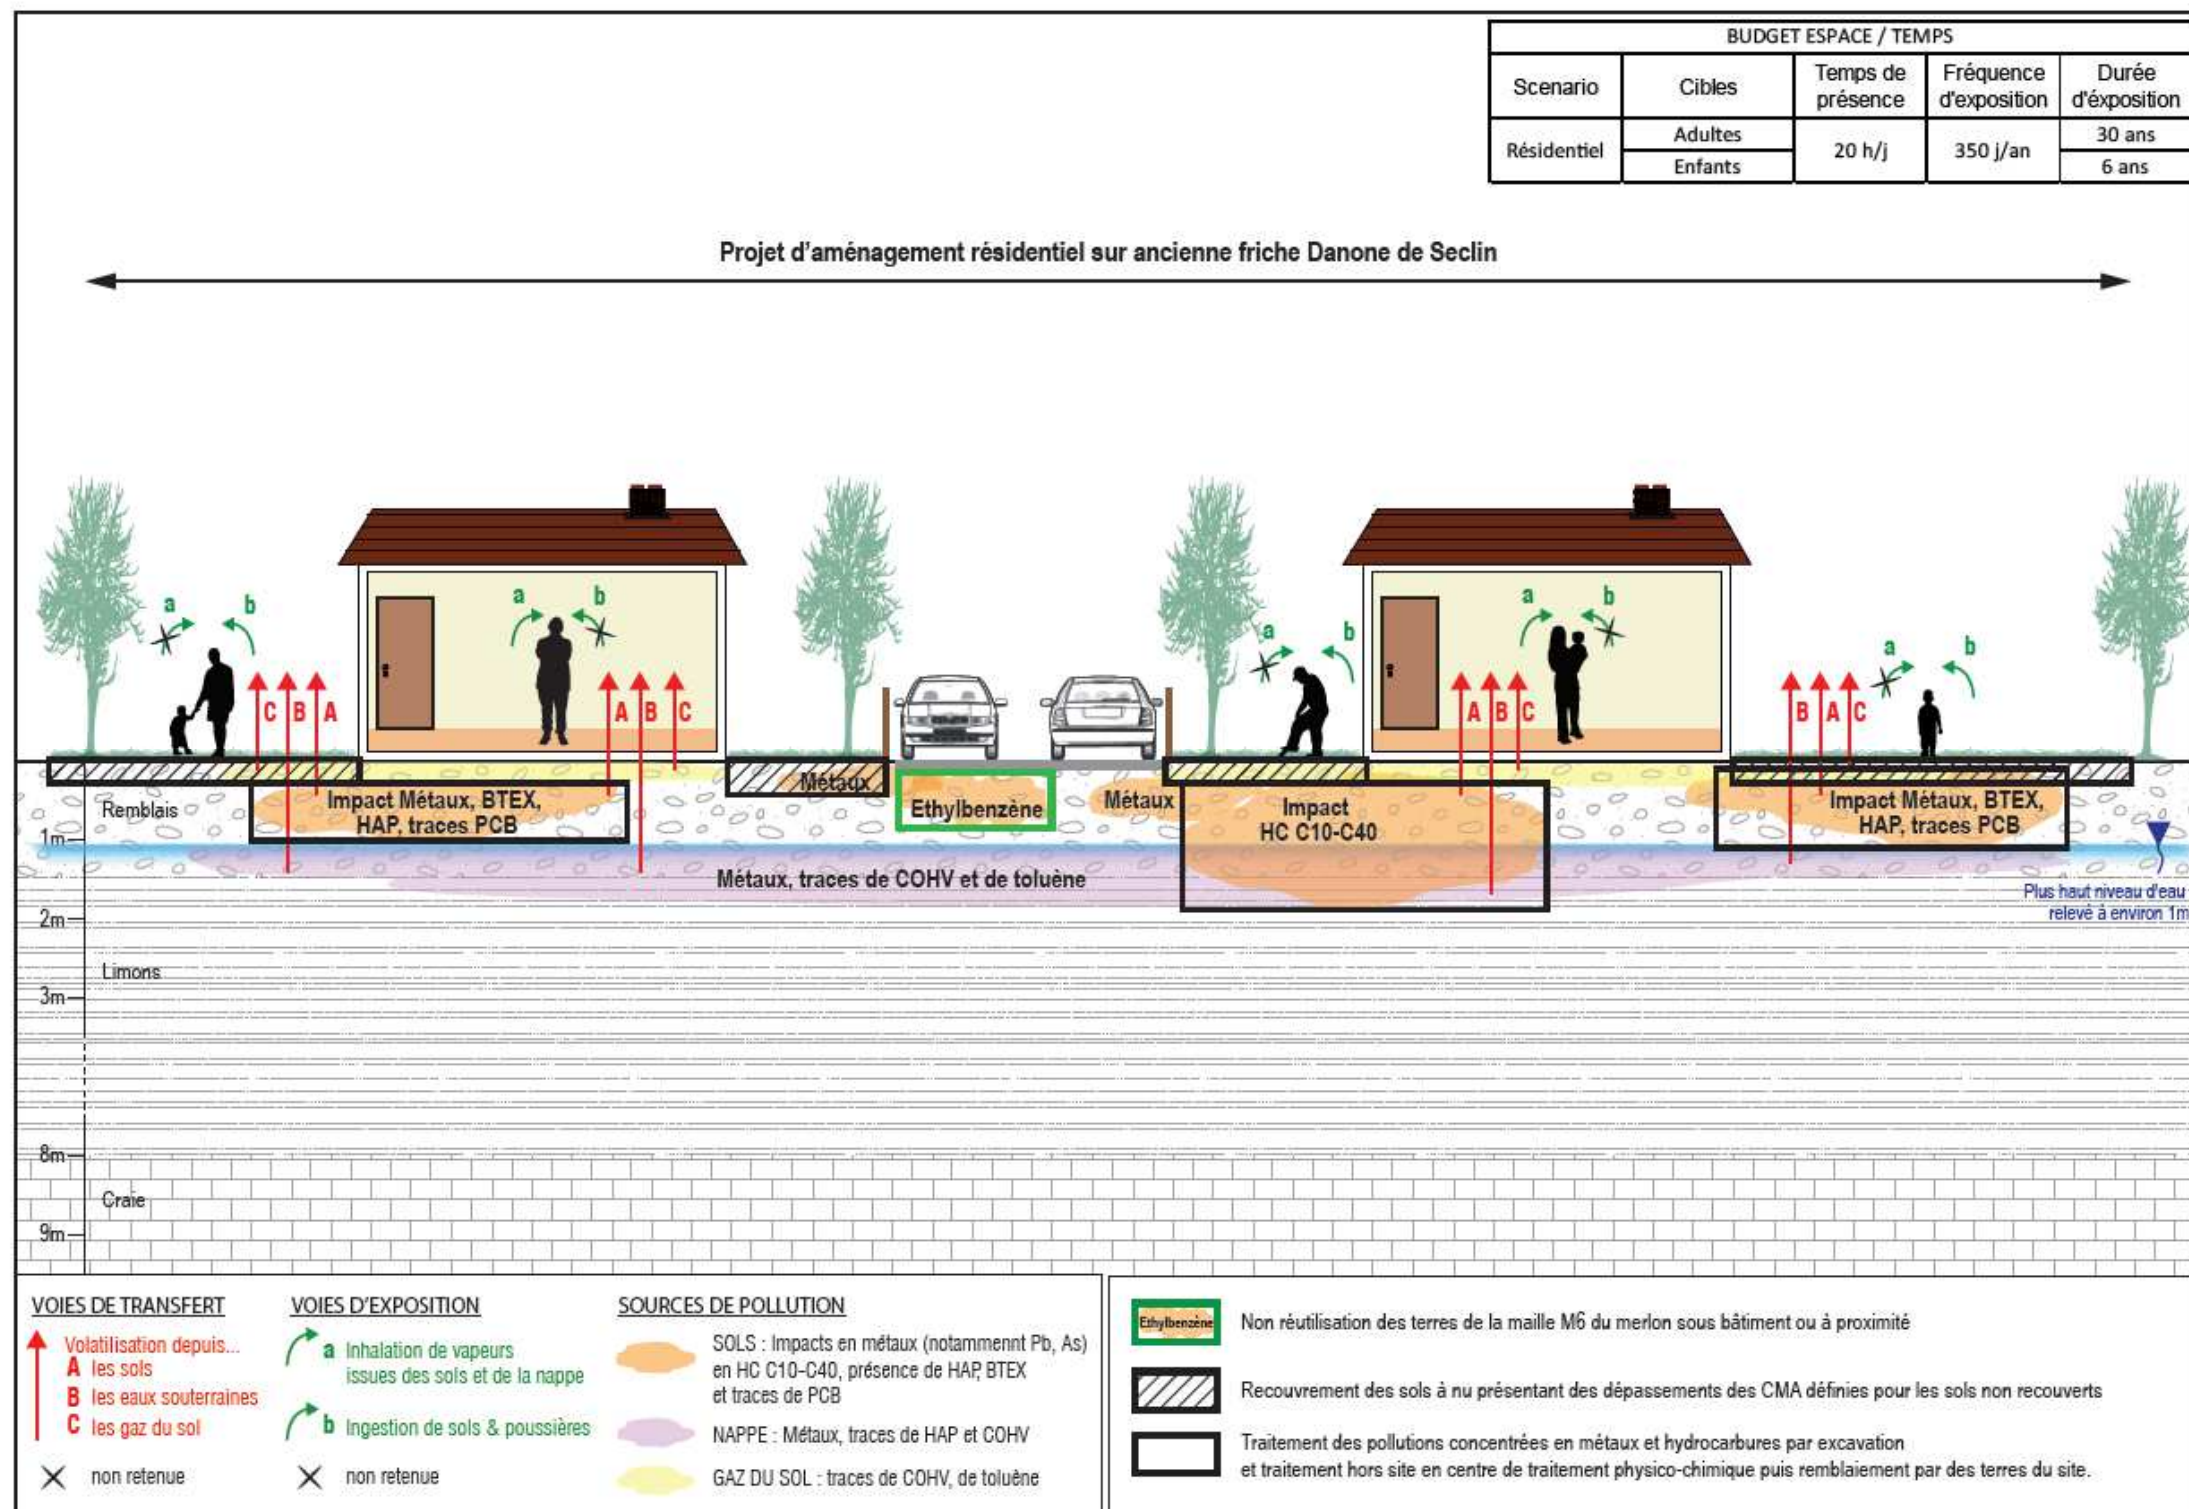 BUDGET ESPACE / TEMPS
Scenario
Cibles
Temps de
présence
Fréquence
d'exposition
Durée
d'éxposition
Résidentiel
Adultes
Enfants
20 h/j
350 j/an
30 ans
6 ans
Projet d'aménagement résidentiel sur ancienne friche Danone de Seclin
a b
a b
a b
a b
a b
C B A
A B C
A B C
B A C
Remblais
Impact Métaux, BTEX,
HAP, traces PCB
Métaux
Ethylbenzène
Métaux
Impact
HC C10-C40
Impact Métaux, BTEX,
HAP, traces PCB
1m
Métaux, traces de COHV et de toluène
Plus haut niveau d'eau
relevé à environ 1m
2m
Limons
3m
8m
Craie
9m
VOIES DE TRANSFERT
Volatilisation depuis...
A les sols
B les eaux souterraines
C les gaz du sol
non retenue
VOIES D'EXPOSITION
a Inhalation de vapeurs
issues des sols et de la nappe
b Ingestion de sols & poussières
non retenue
SOURCES DE POLLUTION
SOLS : Impacts en métaux (notammennt Pb, As)
en HC C10-C40, présence de HAP, BTEX
et traces de PCB
NAPPE : Métaux, traces de HAP et COHV
GAZ DU SOL : traces de COHV, de toluène
Ethylbenzène
Non réutilisation des terres de la maille M6 du merlon sous bâtiment ou à proximité
Recouvrement des sols à nu présentant des dépassements des CMA définies pour les sols non recouverts
Traitement des pollutions concentrées en métaux et hydrocarbures par excavation
et traitement hors site en centre de traitement physico-chimique puis remblaiement par des terres du site.